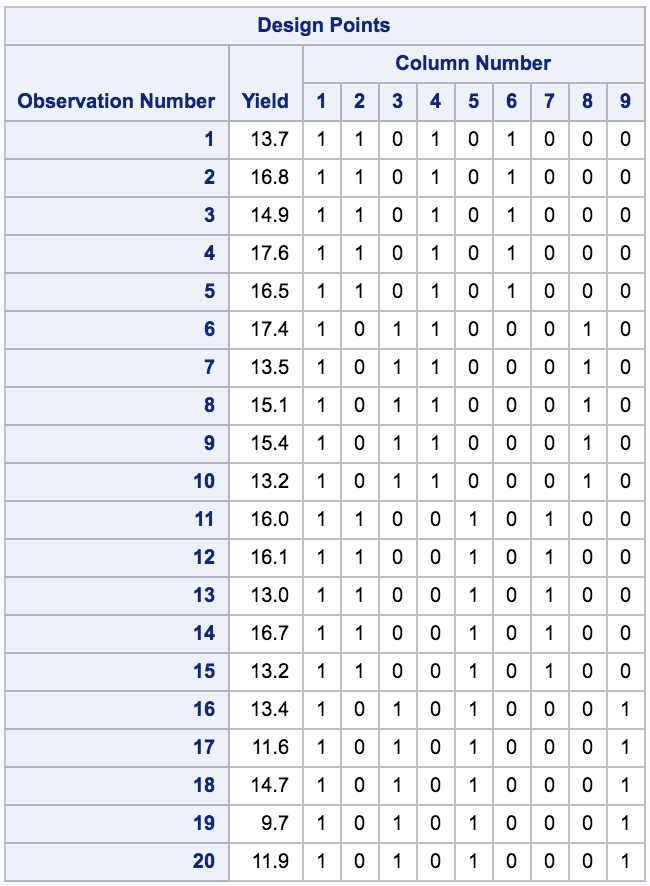 Design Points
Column Number
Observation Number Yield 1 2 3 4 5 6 7 8 9
1 13.7 1 1 0 1 0 1 0 0 0
2 16.8 1 1 0 1 0 1 0 0 0
3 14.9 1 1 0 1 0 1 0 0 0
4 17.6 1 1 0 1 0 1 0 0 0
5 16.5 1 1 0 1 0 1 0 0 0
6 17.4 1 0 1 1 0 0 0 1 0
7 13.5 1 0 1 1 0 0 0 1 0
8 15.1 1 0 1 1 0 0 0 1 0
9 15.4 1 0 1 1 0 0 0 1 0
10 13.2 1 0 1 1 0 0 0 1 0
11 16.0 1 1 0 0 1 0 1 0 0
12 16.1 1 1 0 0 1 0 1 0 0
13 13.0 1 1 0 0 1 0 1 0 0
14 16.7 1 1 0 0 1 0 1 0 0
15 13.2 1 1 0 0 1 0 1 0 0
16 13.4 1 0 1 0 1 0 0 0 1
17 11.6 1 0 1 0 1 0 0 0 1
18 14.7 1 0 1 0 1 0 0 0 1
19 9.7 1 0 1 0 1 0 0 0 1
20 11.9 1 0 1 0 1 0 0 0 1